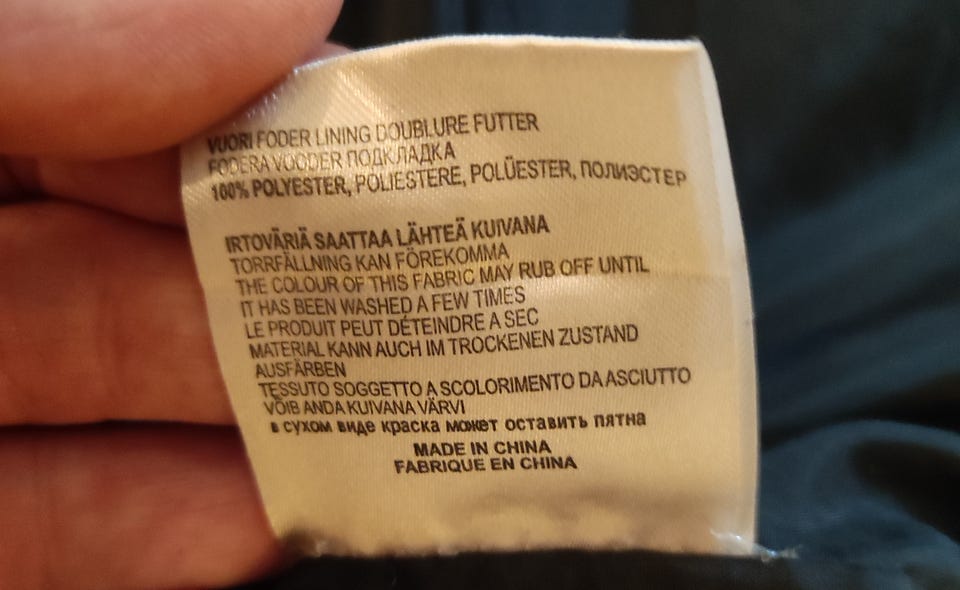 VUORI FODER LINING DOUBLURE FUTTER
FODERA VOODER ПОДКЛАДКА
100% POLYESTER, POLIESTERE, POLÜESTER, ПОЛИЭСТЕР
IRTOVÄRIÄ SAATTAA LÄHTEÄ KUIVANA
TORRFÄLLNING KAN FÖREKOMMA
THE COLOUR OF THIS FABRIC MAY RUB OFF UNTIL
IT HAS BEEN WASHED A FEW TIMES
LE PRODUIT PEUT DÉTEINDRE A SEC
MATERIAL KANN AUCH IM TROCKENEN ZUSTAND
AUSFÄRBEN
TESSUTO SOGGETTO A SCOLORIMENTO DA ASCIUTTO
VÕIB ANDA KUIVANA VÄRVI
в сухом виде краска может оставить пятна
MADE IN CHINA
FABRIQUE EN CHINA